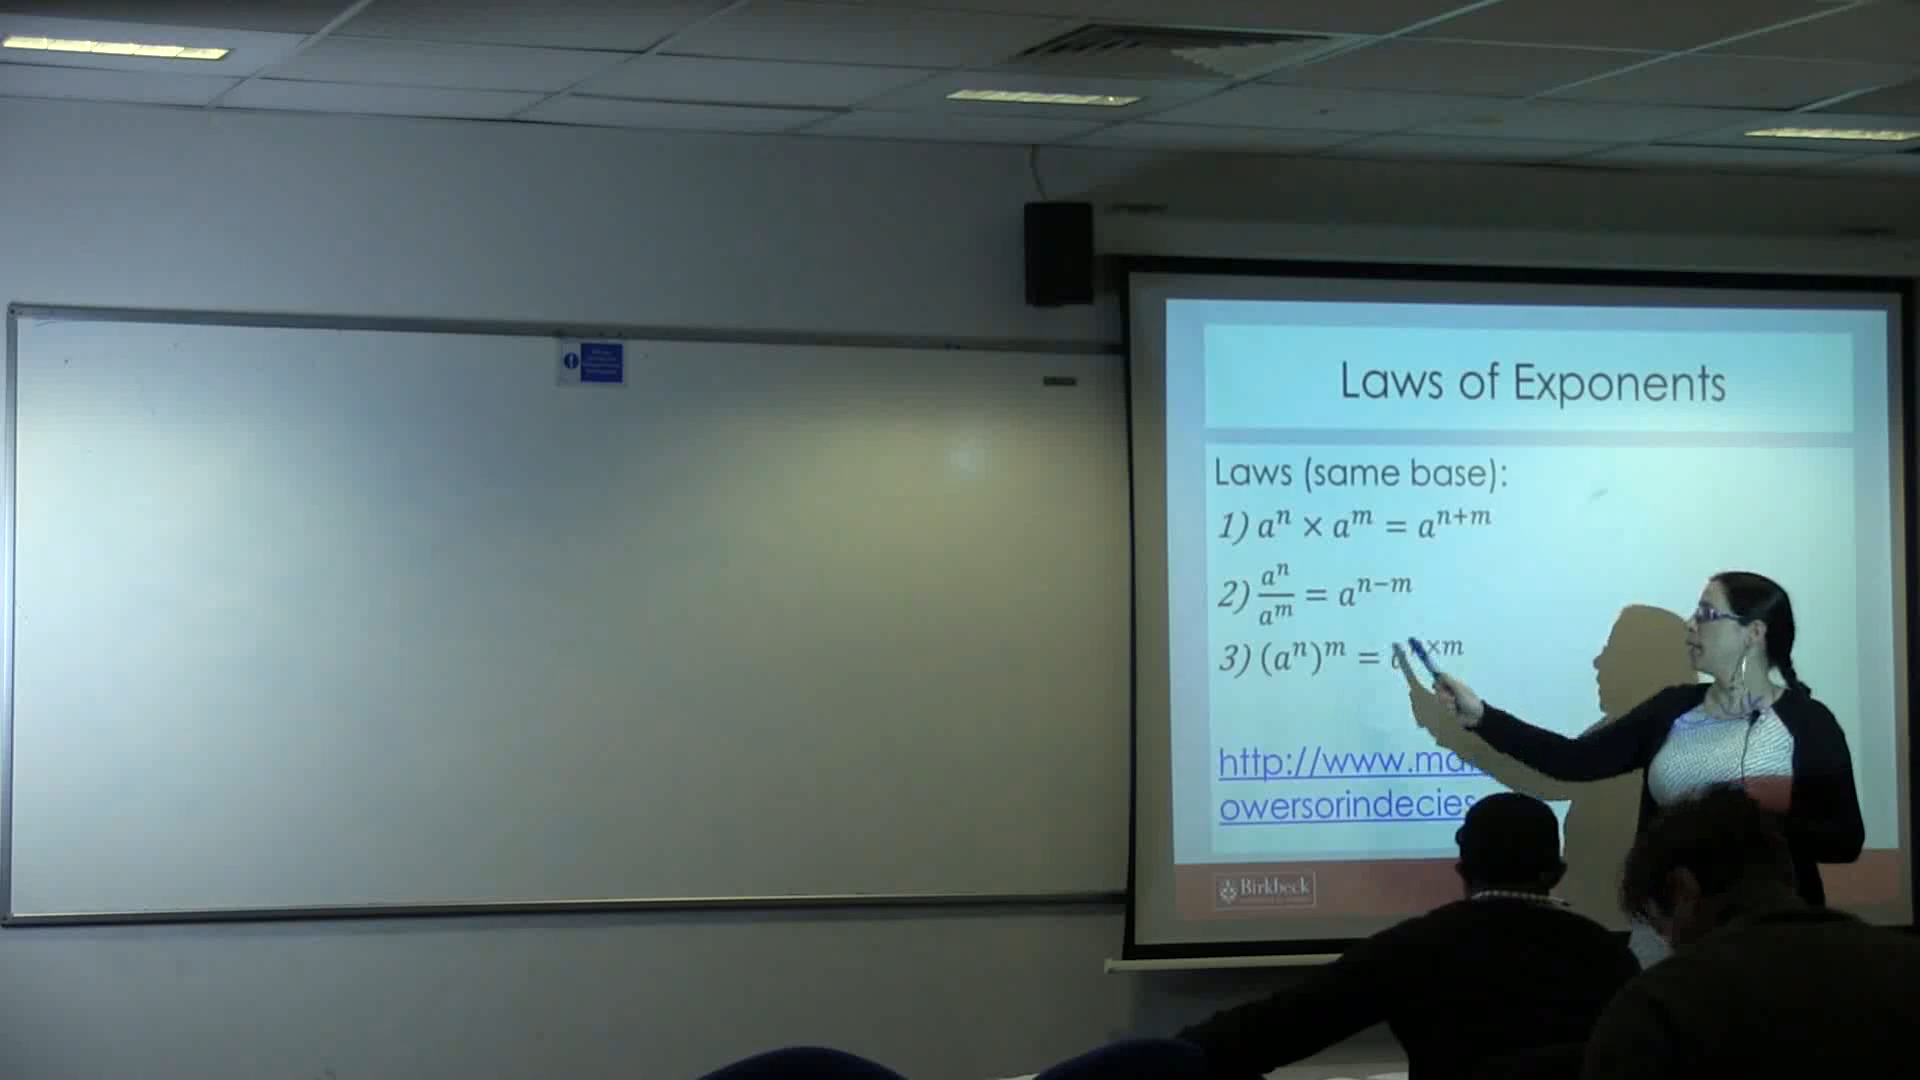 Laws of Exponents
Laws (same base):
1) aⁿ × aᵐ = aⁿ⁺ᵐ
2) aⁿ/aᵐ = aⁿ⁻ᵐ
3) (aⁿ)ᵐ = aⁿ˟ᵐ
http://www.ma
owersorindecies
Birkbeck